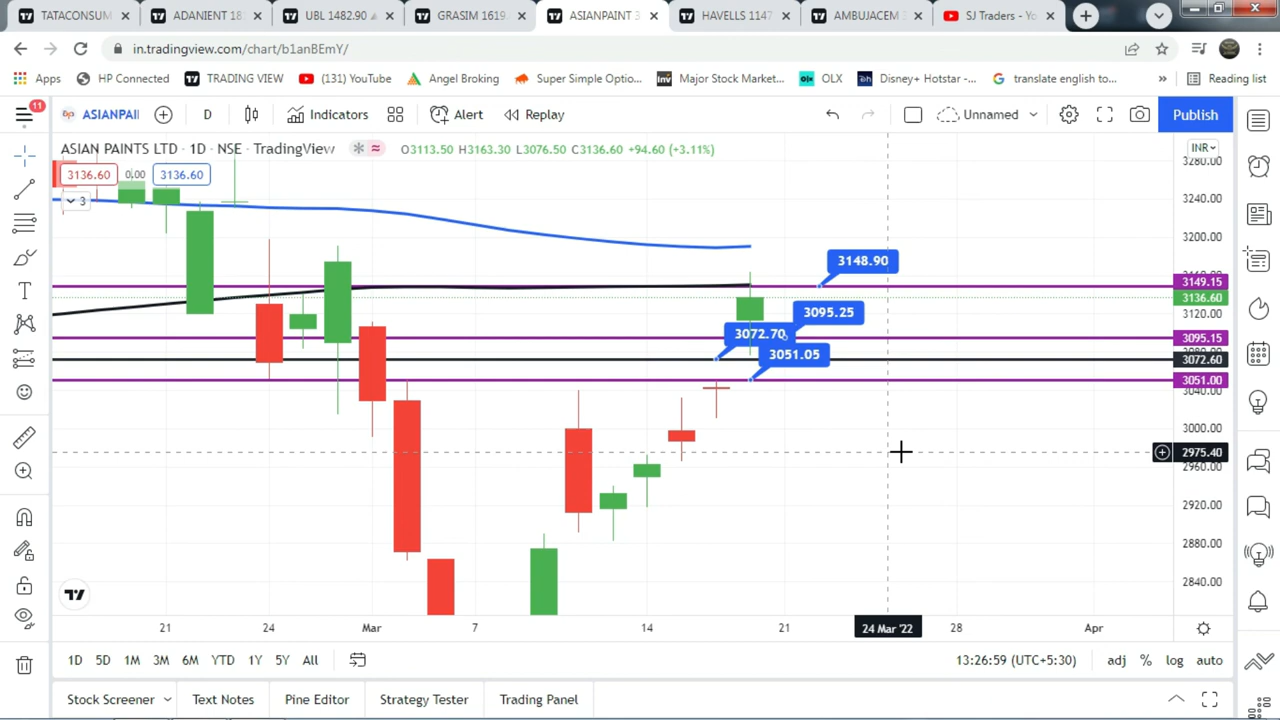 TATACONSUM
ADANIENT 18
UBL 1482.90
GRASIM 1619
ASIANPAINT 3
HAVELLS 1147
AMBUJACEM 3
SJ Traders - Yo
in.tradingview.com/chart/b1anBEmY/
Apps
HP Connected
TRADING VIEW
(131) YouTube
Angel Broking
Super Simple Optio...
Major Stock Market...
OLX
Disney+ Hotstar -...
translate english to...
»
Reading list
11
ASIANPAI
D
Indicators
Alert
Replay
Unnamed
Publish
ASIAN PAINTS LTD · 1D · NSE · TradingView
O3113.50 H3163.30 L3076.50 C3136.60 +94.60 (+3.11%)
INR
3136.60
0.00
3136.60
3
3280.00
3240.00
3200.00
3149.15
3136.60
3120.00
3095.15
3072.60
3051.00
3040.00
3000.00
2975.40
2960.00
2920.00
2880.00
2840.00
3148.90
3095.25
3072.70
3051.05
21
24
Mar
7
14
21
24 Mar '22
28
Apr
1D
5D
1M
3M
6M
YTD
1Y
5Y
All
13:26:59 (UTC+5:30)
adj
%
log
auto
Stock Screener
Text Notes
Pine Editor
Strategy Tester
Trading Panel